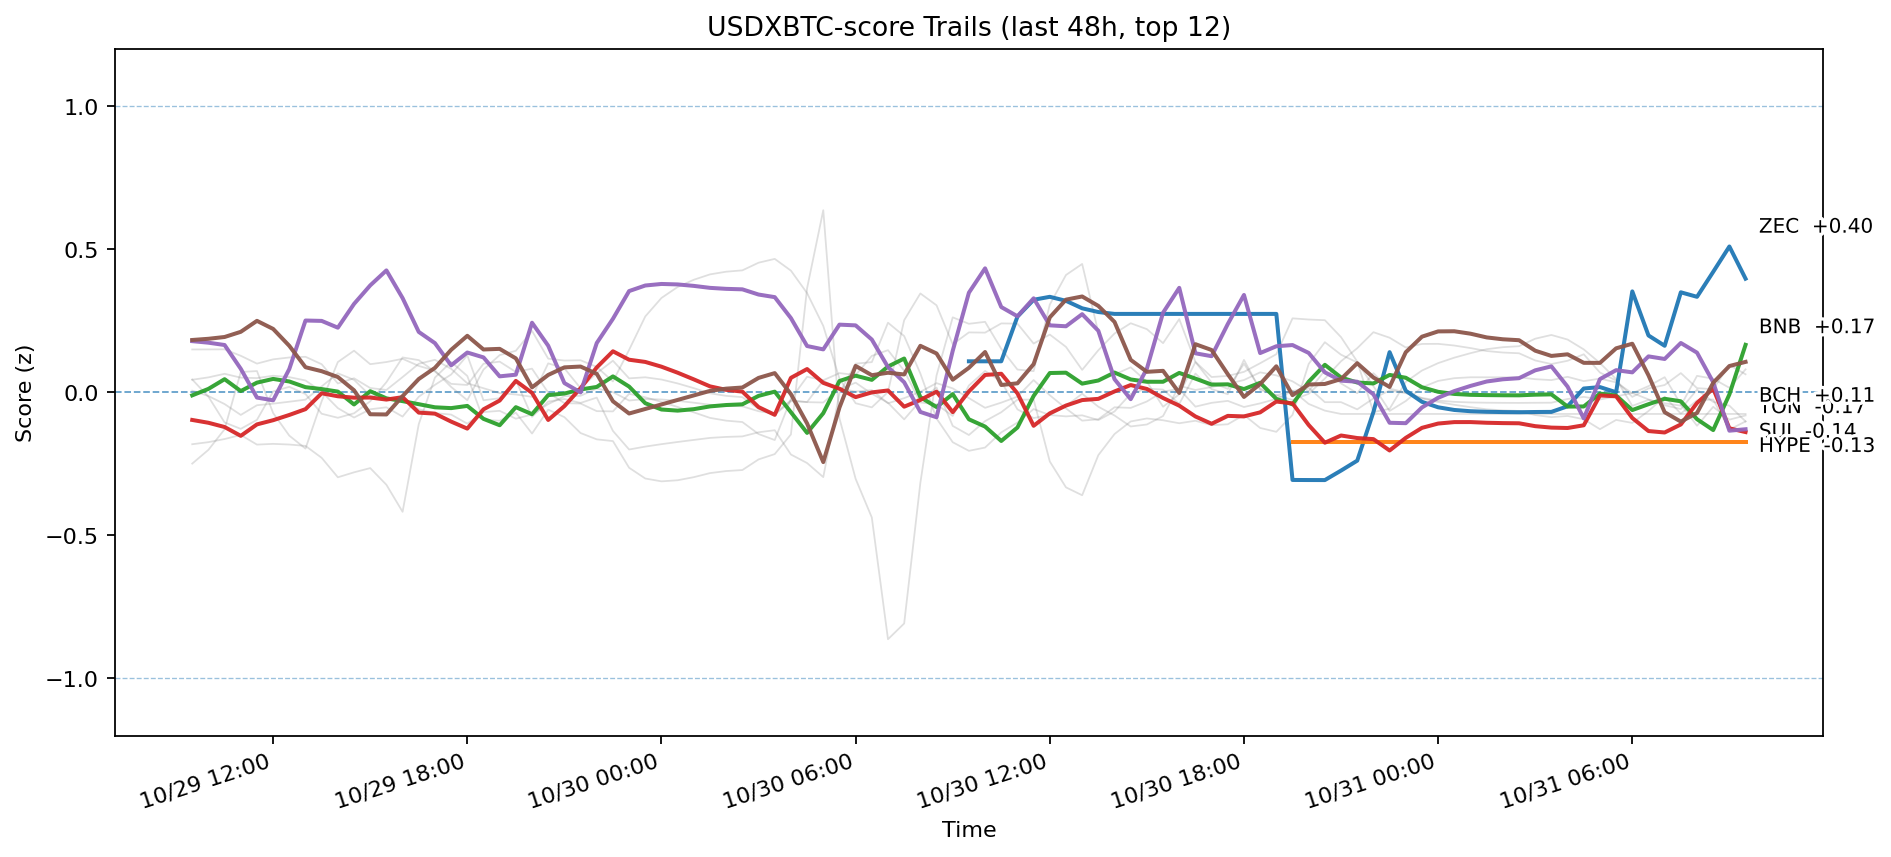 USDXBTC-score Trails (last 48h, top 12)
Score (z)
1.0
0.5
0.0
−0.5
−1.0
ZEC +0.40
BNB +0.17
BCH +0.11
TON -0.17
-0.14
HYPE -0.13
10/29 12:00
10/29 18:00
10/30 00:00
10/30 06:00
10/30 12:00
10/30 18:00
10/31 00:00
10/31 06:00
Time